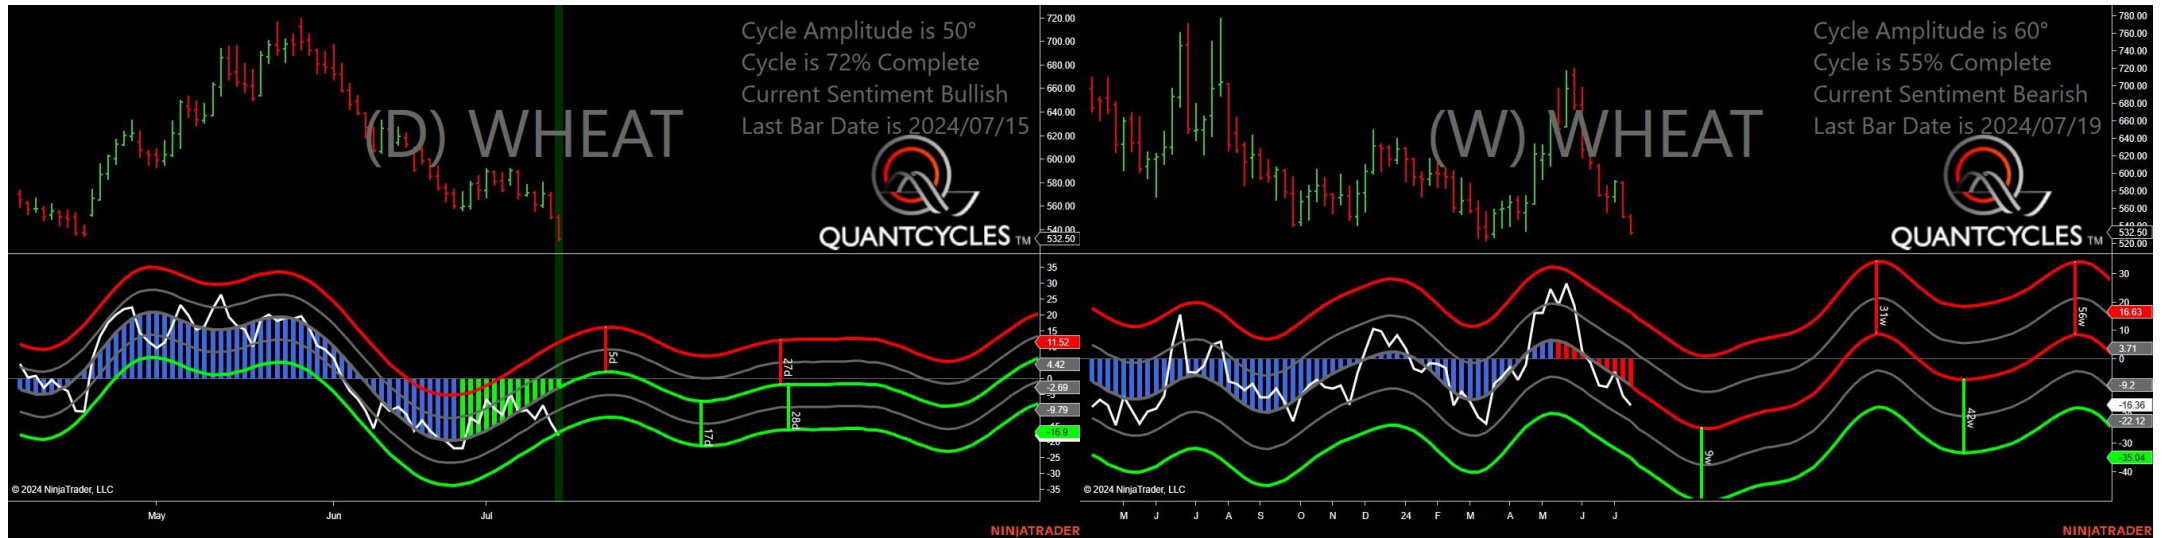 Cycle Amplitude is 50°
Cycle is 72% Complete
Current Sentiment Bullish
Last Bar Date is 2024/07/15
(D) WHEAT
QUANTCYCLES TM
720.00
700.00
680.00
660.00
640.00
620.00
600.00
580.00
560.00
540.00
532.50
35
30
25
20
15
11.52
4.42
0
-2.69
-5
-9.79
-16.9
-25
-30
-35
5d
17d
27d
28d
© 2024 NinjaTrader, LLC
May
Jun
Jul
NINJATRADER
Cycle Amplitude is 60°
Cycle is 55% Complete
Current Sentiment Bearish
Last Bar Date is 2024/07/19
(W) WHEAT
QUANTCYCLES TM
780.00
760.00
740.00
720.00
700.00
680.00
660.00
640.00
620.00
600.00
580.00
560.00
532.50
520.00
30
20
16.63
10
3.71
0
-9.2
-16.36
-22.12
-30
-35.04
-40
9w
31w
42w
56w
© 2024 NinjaTrader, LLC
M J J A S O N D 24 F M A M J J
NINJATRADER